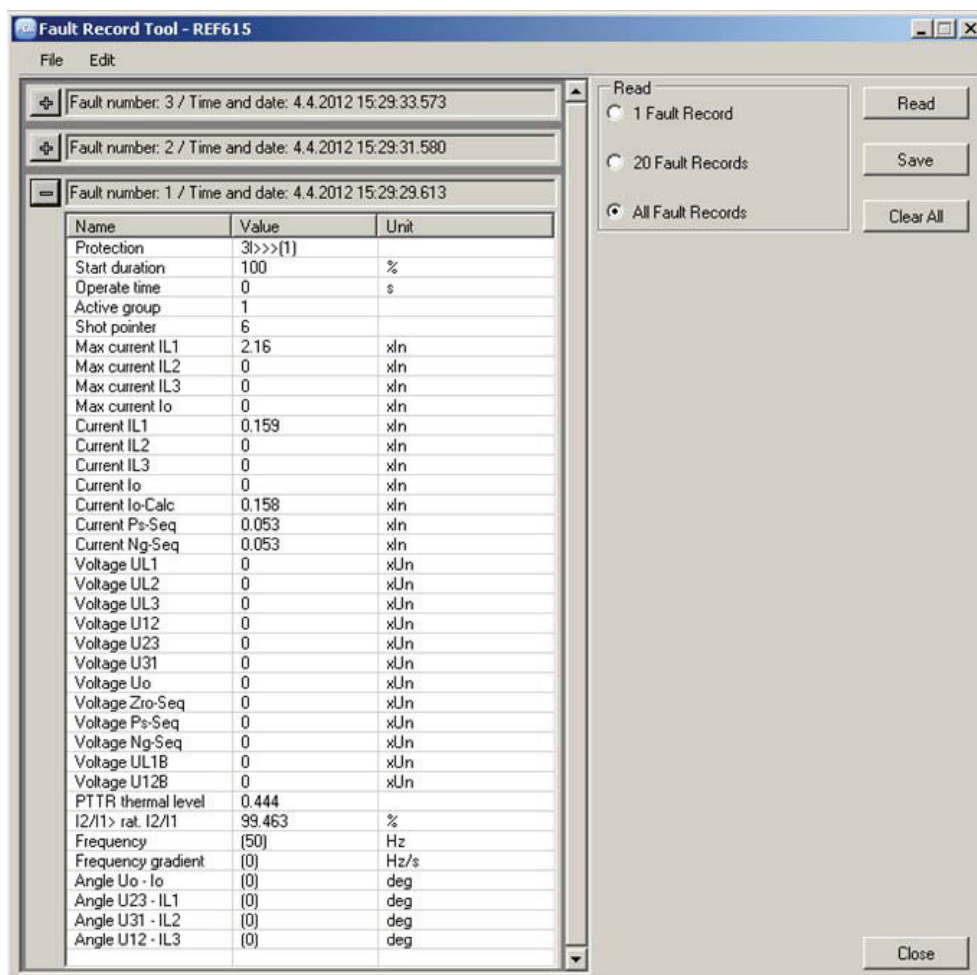 Fault Record Tool - REF615
File Edit
Fault number: 3 / Time and date: 4.4.2012 15:29:33.573
Fault number: 2 / Time and date: 4.4.2012 15:29:31.580
Fault number: 1 / Time and date: 4.4.2012 15:29:29.613
Name Value Unit
Protection 3I>>>(1)
Start duration 100 %
Operate time 0 s
Active group 1
Shot pointer 6
Max current IL1 2.16 xIn
Max current IL2 0 xIn
Max current IL3 0 xIn
Max current Io 0 xIn
Current IL1 0.159 xIn
Current IL2 0 xIn
Current IL3 0 xIn
Current Io 0 xIn
Current Io-Calc 0.158 xIn
Current Ps-Seq 0.053 xIn
Current Ng-Seq 0.053 xIn
Voltage UL1 0 xUn
Voltage UL2 0 xUn
Voltage UL3 0 xUn
Voltage U12 0 xUn
Voltage U23 0 xUn
Voltage U31 0 xUn
Voltage Uo 0 xUn
Voltage Zro-Seq 0 xUn
Voltage Ps-Seq 0 xUn
Voltage Ng-Seq 0 xUn
Voltage UL1B 0 xUn
Voltage U12B 0 xUn
PTTR thermal level 0.444
I2/I1> rat. I2/I1 99.463 %
Frequency (50) Hz
Frequency gradient (0) Hz/s
Angle Uo - Io (0) deg
Angle U23 - IL1 (0) deg
Angle U31 - IL2 (0) deg
Angle U12 - IL3 (0) deg
Read
1 Fault Record
20 Fault Records
All Fault Records
Read
Save
Clear All
Close